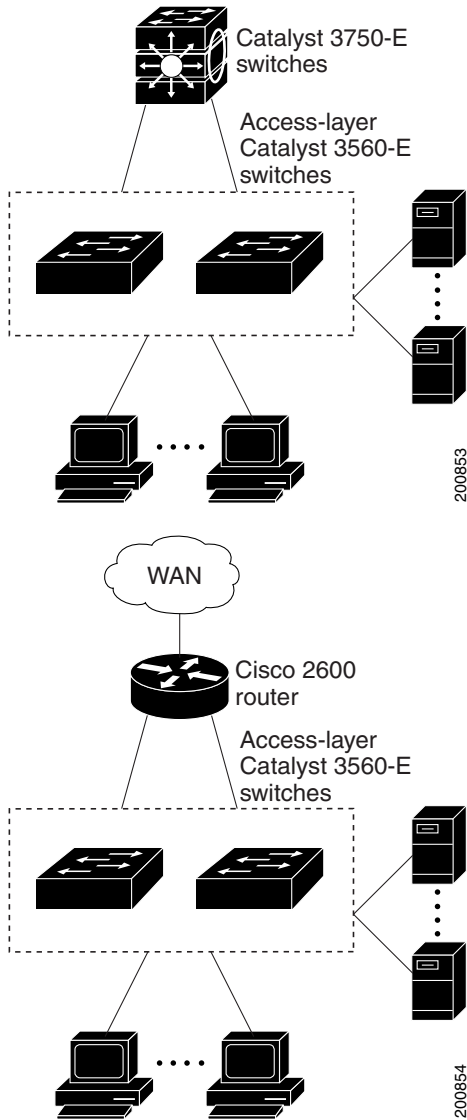 Catalyst 3750-E
switches
Access-layer
Catalyst 3560-E
switches
200853
WAN
Cisco 2600
router
Access-layer
Catalyst 3560-E
switches
200854